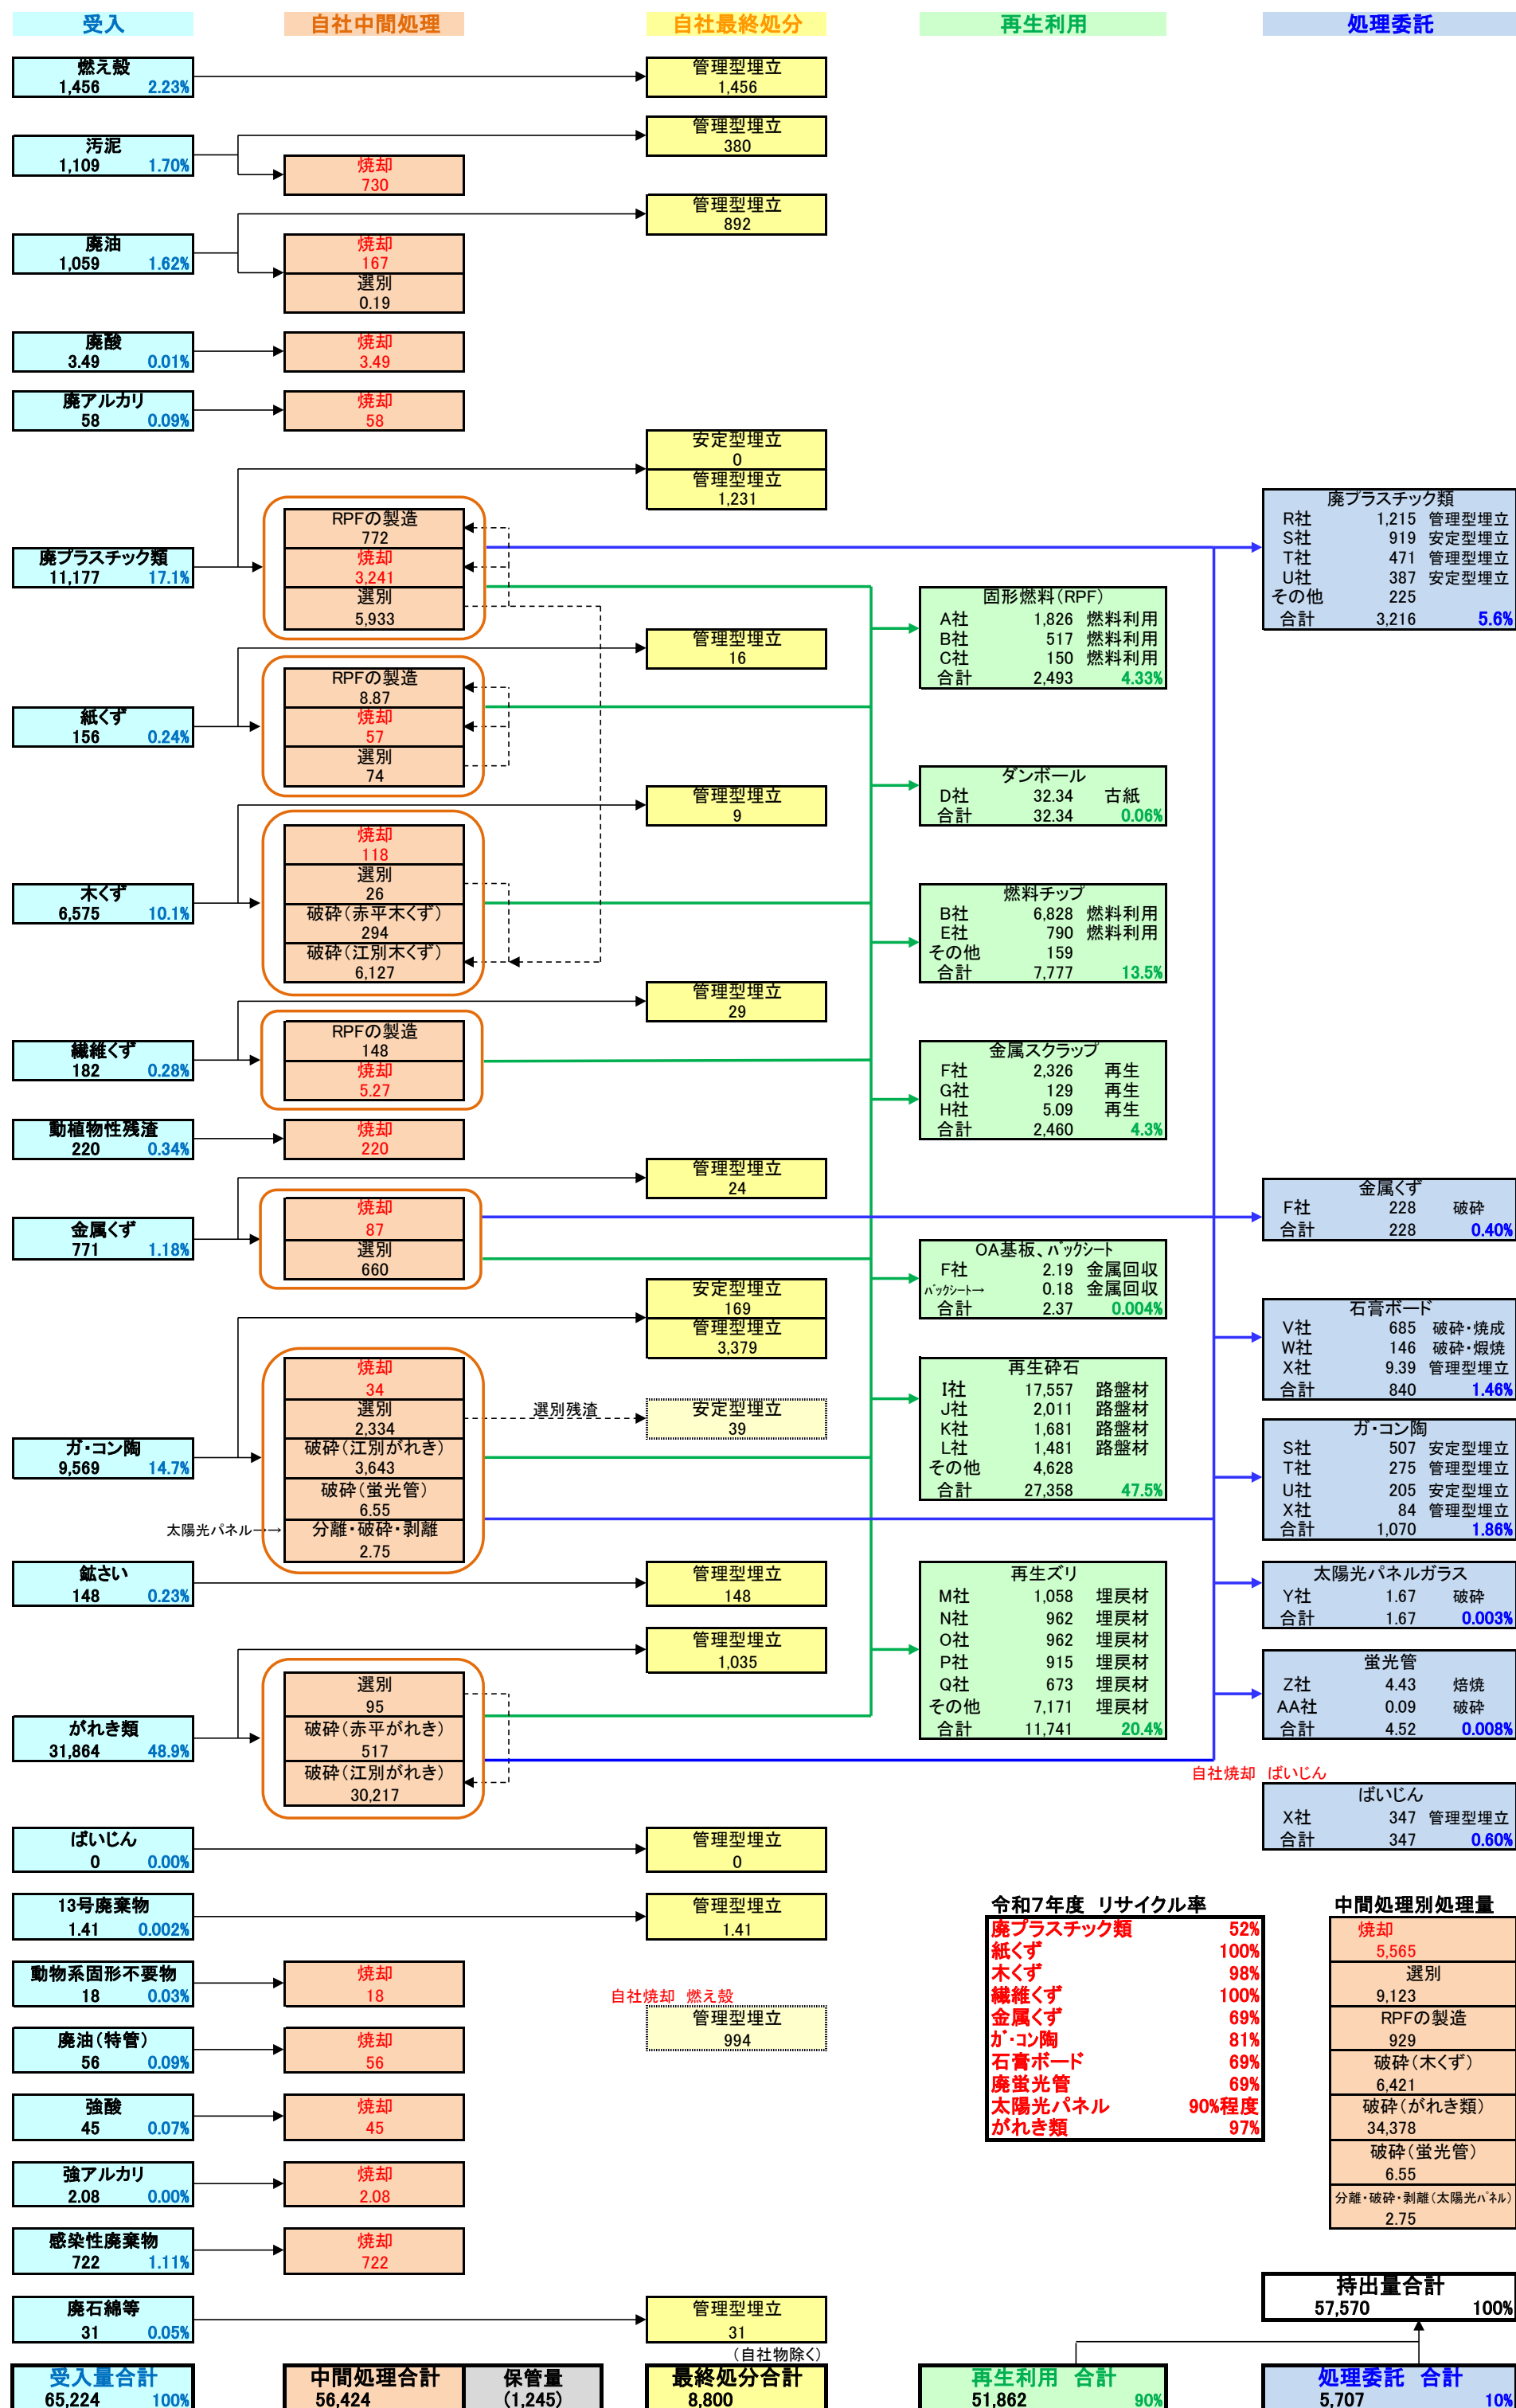 受入 自社中間処理 自社最終処分 再生利用 処理委託
燃え殻
1,456 2.23%
管理型埋立
1,456
汚泥
1,109 1.70%
管理型埋立
380
焼却
730
廃油
1,059 1.62%
管理型埋立
892
焼却
167
選別
0.19
廃酸
3.49 0.01%
焼却
3.49
廃アルカリ
58 0.09%
焼却
58
廃プラスチック類
11,177 17.1%
安定型埋立
0
管理型埋立
1,231
RPFの製造
772
焼却
3,241
選別
5,933
紙くず
156 0.24%
管理型埋立
16
RPFの製造
8.87
焼却
57
選別
74
木くず
6,575 10.1%
管理型埋立
9
焼却
118
選別
26
破砕(赤平木くず)
294
破砕(江別木くず)
6,127
繊維くず
182 0.28%
管理型埋立
29
RPFの製造
148
焼却
5.27
動植物性残渣
220 0.34%
焼却
220
金属くず
771 1.18%
管理型埋立
24
焼却
87
選別
660
ガ・コン陶
9,569 14.7%
安定型埋立
169
管理型埋立
3,379
焼却
34
選別
2,334
選別残渣
安定型埋立
39
破砕(江別がれき)
3,643
破砕(蛍光管)
6.55
太陽光パネル─→
分離・破砕・剥離
2.75
鉱さい
148 0.23%
管理型埋立
148
がれき類
31,864 48.9%
管理型埋立
1,035
選別
95
破砕(赤平がれき)
517
破砕(江別がれき)
30,217
ばいじん
0 0.00%
管理型埋立
0
13号廃棄物
1.41 0.002%
管理型埋立
1.41
動物系固形不要物
18 0.03%
焼却
18
自社焼却 燃え殻
管理型埋立
994
廃油(特管)
56 0.09%
焼却
56
強酸
45 0.07%
焼却
45
強アルカリ
2.08 0.00%
焼却
2.08
感染性廃棄物
722 1.11%
焼却
722
廃石綿等
31 0.05%
管理型埋立
31
(自社物除く)
固形燃料(RPF)
A社 1,826 燃料利用
B社 517 燃料利用
C社 150 燃料利用
合計 2,493 4.33%
ダンボール
D社 32.34 古紙
合計 32.34 0.06%
燃料チップ
B社 6,828 燃料利用
E社 790 燃料利用
その他 159
合計 7,777 13.5%
金属スクラップ
F社 2,326 再生
G社 129 再生
H社 5.09 再生
合計 2,460 4.3%
OA基板、バックシート
F社 2.19 金属回収
バックシート→ 0.18 金属回収
合計 2.37 0.004%
再生砕石
I社 17,557 路盤材
J社 2,011 路盤材
K社 1,681 路盤材
L社 1,481 路盤材
その他 4,628
合計 27,358 47.5%
再生ズリ
M社 1,058 埋戻材
N社 962 埋戻材
O社 962 埋戻材
P社 915 埋戻材
Q社 673 埋戻材
その他 7,171 埋戻材
合計 11,741 20.4%
廃プラスチック類
R社 1,215 管理型埋立
S社 919 安定型埋立
T社 471 管理型埋立
U社 387 安定型埋立
その他 225
合計 3,216 5.6%
金属くず
F社 228 破砕
合計 228 0.40%
石膏ボード
V社 685 破砕・焼成
W社 146 破砕・煆焼
X社 9.39 管理型埋立
合計 840 1.46%
ガ・コン陶
S社 507 安定型埋立
T社 275 管理型埋立
U社 205 安定型埋立
X社 84 管理型埋立
合計 1,070 1.86%
太陽光パネルガラス
Y社 1.67 破砕
合計 1.67 0.003%
蛍光管
Z社 4.43 焙焼
AA社 0.09 破砕
合計 4.52 0.008%
自社焼却 ばいじん
ばいじん
X社 347 管理型埋立
合計 347 0.60%
令和7年度 リサイクル率
廃プラスチック類 52%
紙くず 100%
木くず 98%
繊維くず 100%
金属くず 69%
ガ・コン陶 81%
石膏ボード 69%
廃蛍光管 69%
太陽光パネル 90%程度
がれき類 97%
中間処理別処理量
焼却
5,565
選別
9,123
RPFの製造
929
破砕(木くず)
6,421
破砕(がれき類)
34,378
破砕(蛍光管)
6.55
分離・破砕・剥離(太陽光パネル)
2.75
持出量合計
57,570 100%
受入量合計
65,224 100%
中間処理合計
56,424
保管量
(1,245)
最終処分合計
8,800
再生利用 合計
51,862 90%
処理委託 合計
5,707 10%